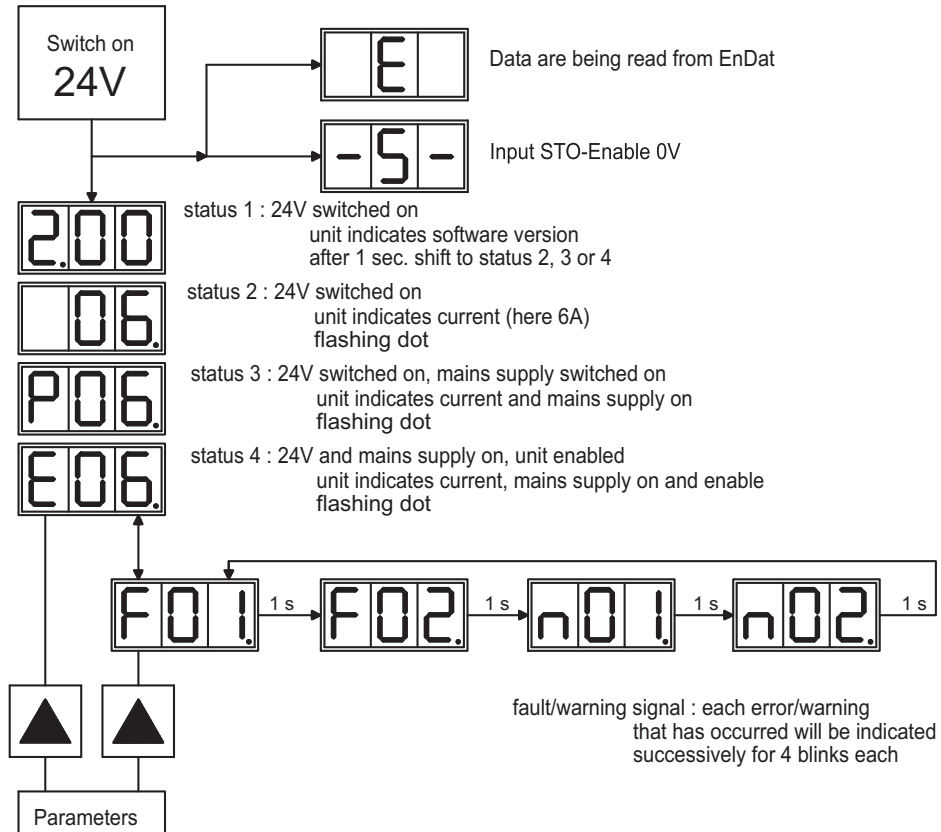 Switch on
24V
E
Data are being read from EnDat
-S-
Input STO-Enable 0V
2.00
status 1 : 24V switched on
unit indicates software version
after 1 sec. shift to status 2, 3 or 4
06.
status 2 : 24V switched on
unit indicates current (here 6A)
flashing dot
P06.
status 3 : 24V switched on, mains supply switched on
unit indicates current and mains supply on
flashing dot
E06.
status 4 : 24V and mains supply on, unit enabled
unit indicates current, mains supply on and enable
flashing dot
F01. 1 s F02. 1 s n01. 1 s n02. 1 s
fault/warning signal : each error/warning
that has occurred will be indicated
successively for 4 blinks each
Parameters